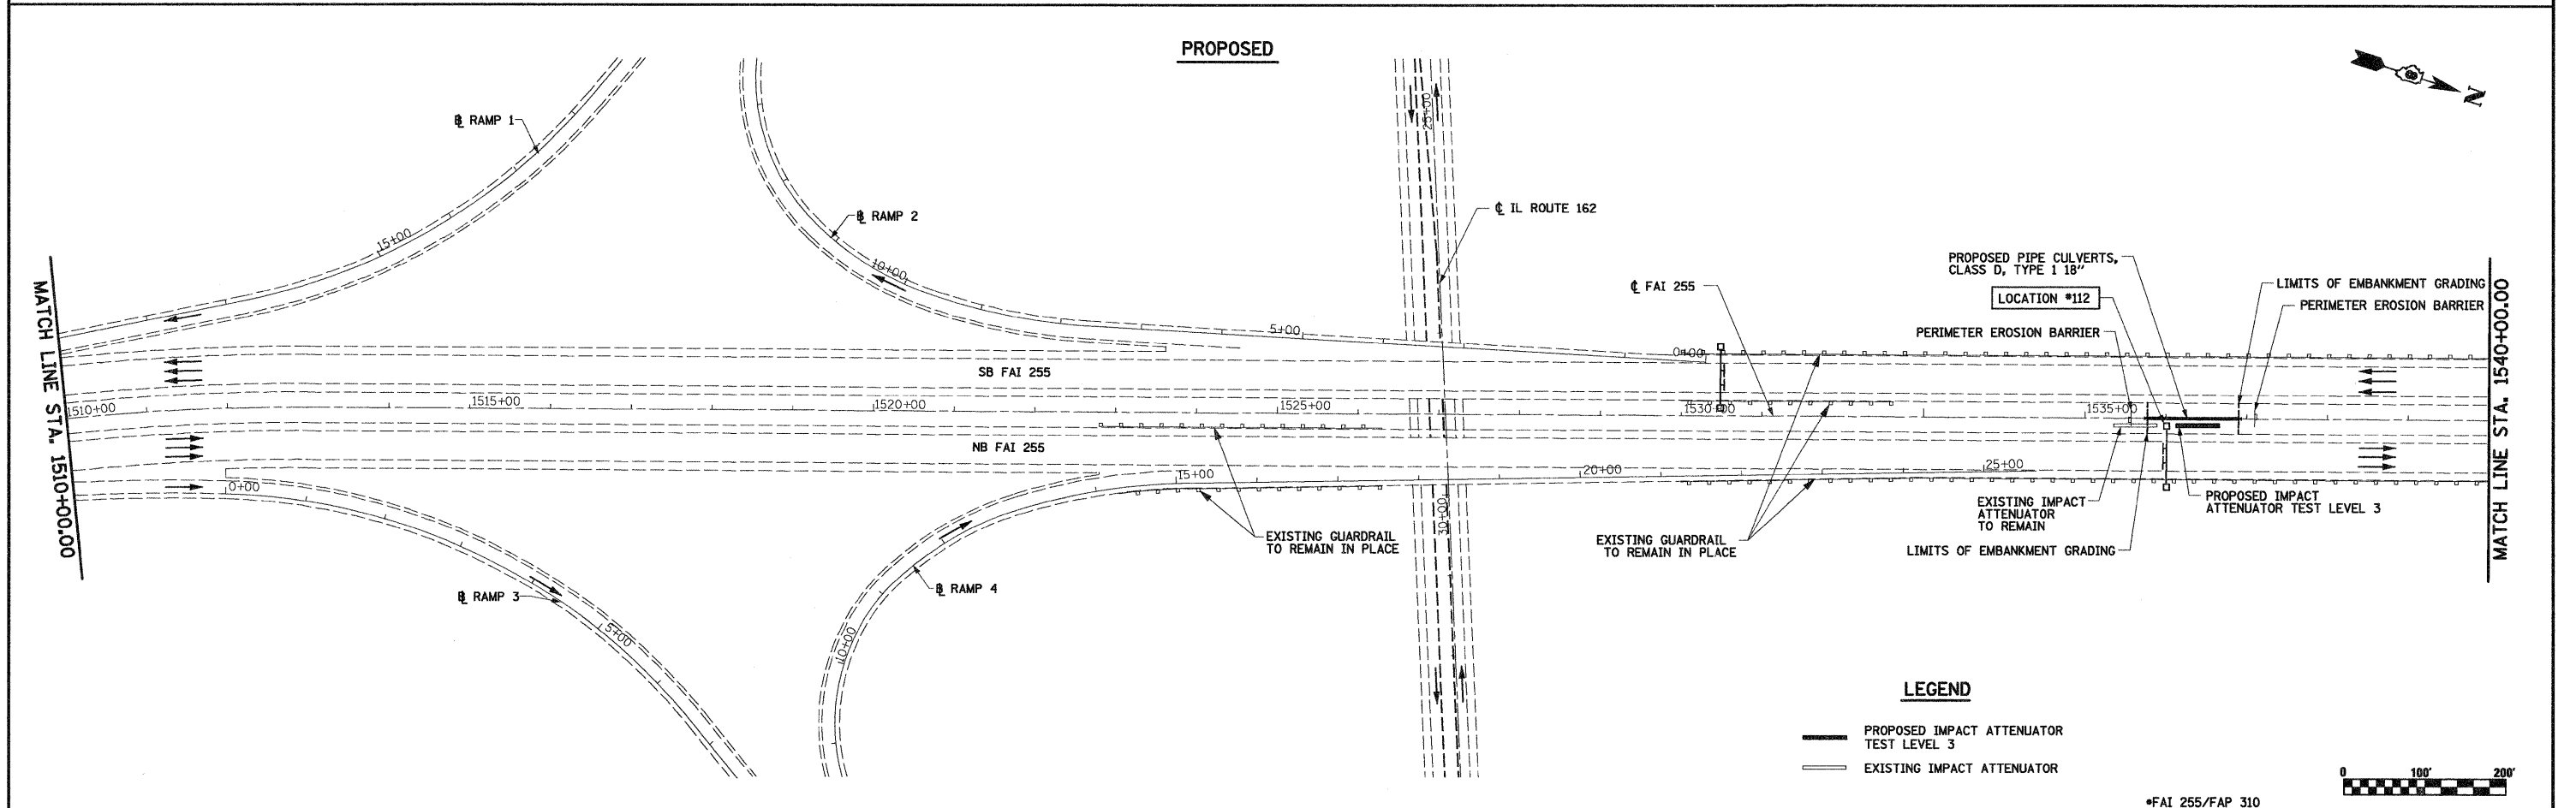 PROPOSED
N
℄ RAMP 1
25+00
℄ RAMP 2
℄ IL ROUTE 162
15+00
10+00
PROPOSED PIPE CULVERTS,
CLASS D, TYPE 1 18"
LOCATION #112
LIMITS OF EMBANKMENT GRADING
PERIMETER EROSION BARRIER
℄ FAI 255
PERIMETER EROSION BARRIER
MATCH LINE STA. 1510+00.00
MATCH LINE STA. 1540+00.00
5+00
0+00
SB FAI 255
1510+00
1515+00
1520+00
1525+00
1530+00
1535+00
NB FAI 255
0+00
15+00
20+00
25+00
30+00
EXISTING IMPACT
ATTENUATOR
TO REMAIN
PROPOSED IMPACT
ATTENUATOR TEST LEVEL 3
EXISTING GUARDRAIL
TO REMAIN IN PLACE
EXISTING GUARDRAIL
TO REMAIN IN PLACE
LIMITS OF EMBANKMENT GRADING
℄ RAMP 3
℄ RAMP 4
5+00
10+00
LEGEND
PROPOSED IMPACT ATTENUATOR
TEST LEVEL 3
EXISTING IMPACT ATTENUATOR
0 100' 200'
*FAI 255/FAP 310